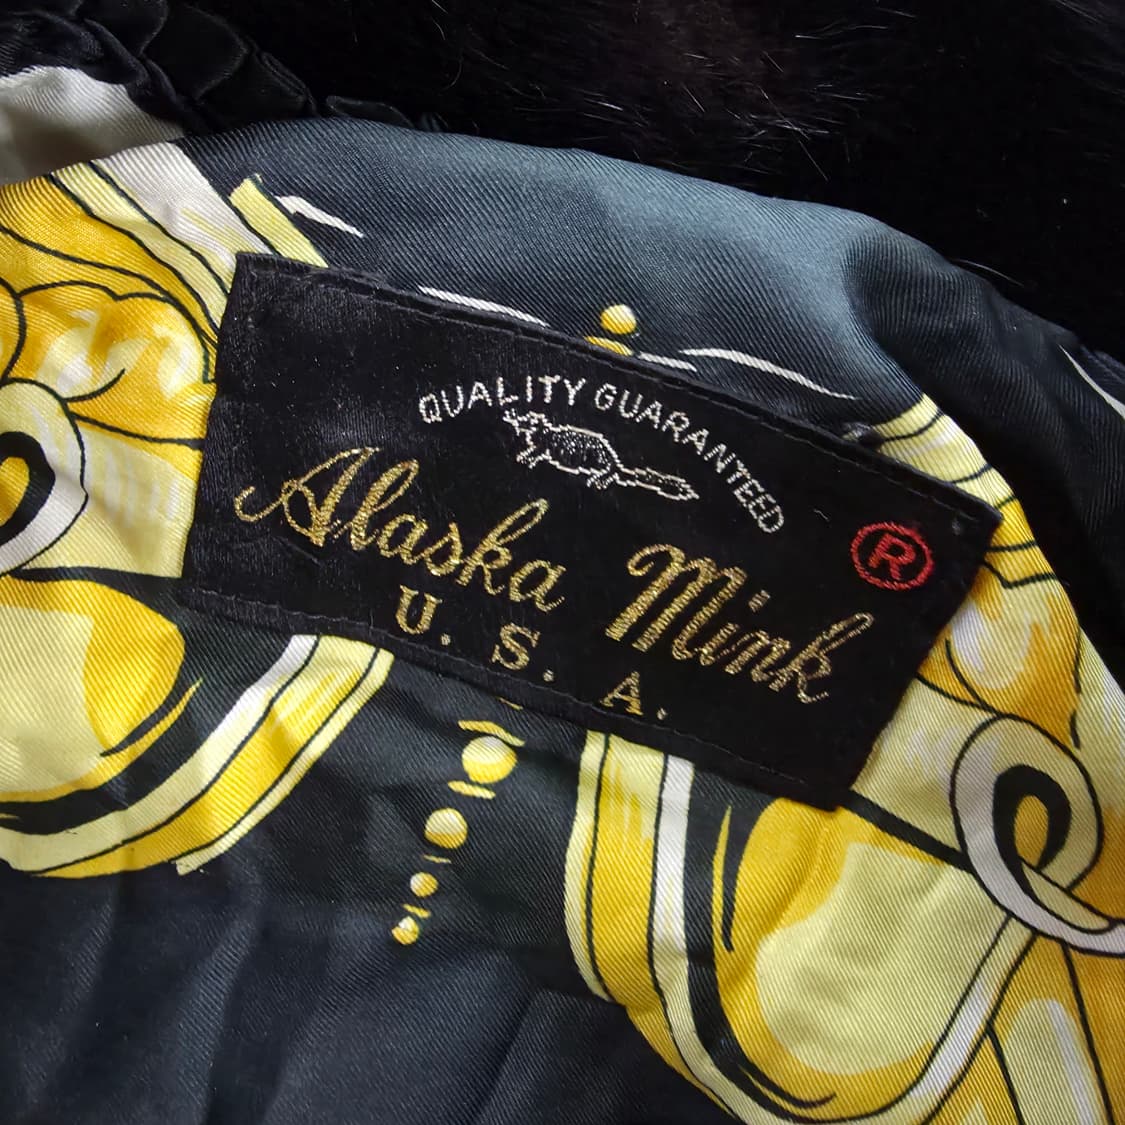 QUALITY GUARANTEED
Alaska Mink ®
U. S. A.